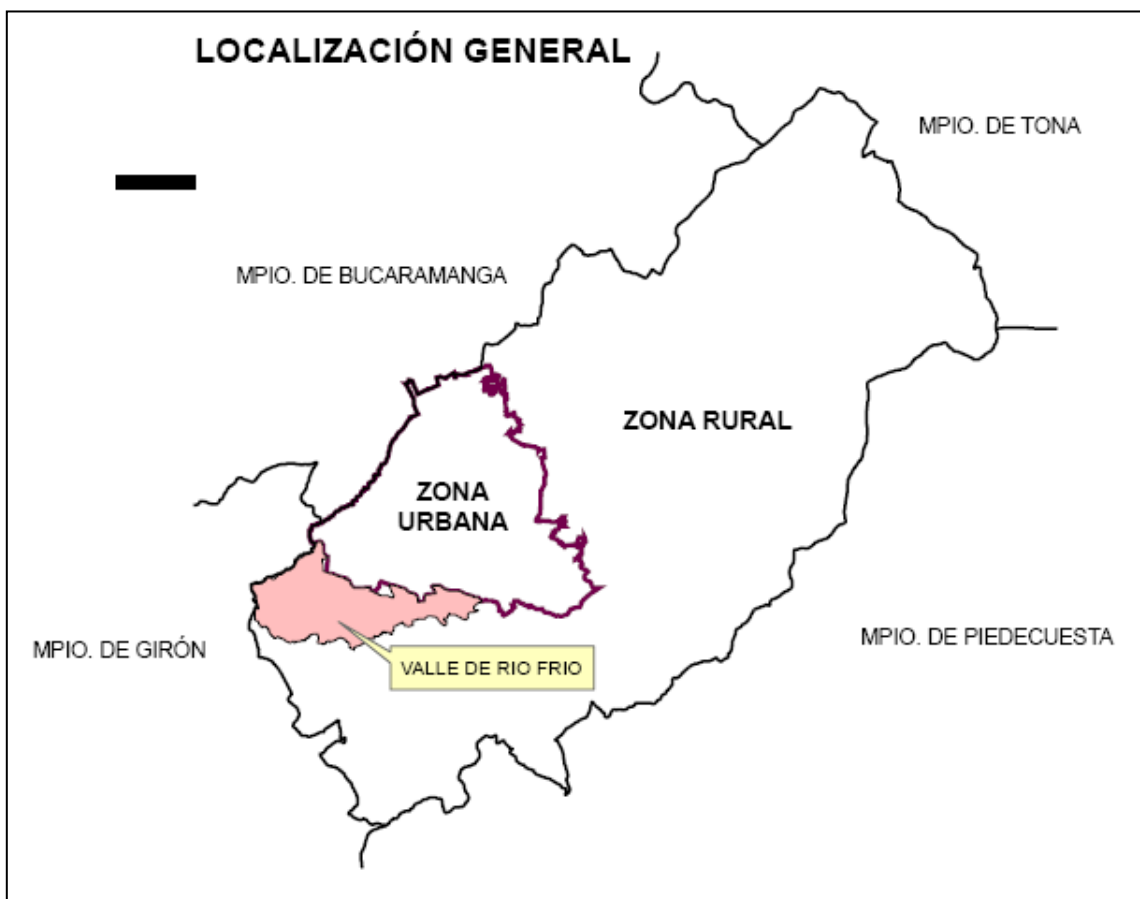 LOCALIZACIÓN GENERAL
MPIO. DE TONA
MPIO. DE BUCARAMANGA
ZONA RURAL
ZONA
URBANA
MPIO. DE GIRÓN
MPIO. DE PIEDECUESTA
VALLE DE RIO FRIO